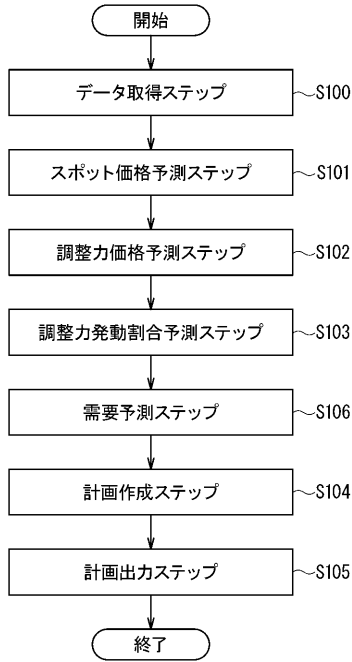 開始
データ取得ステップ S100
スポット価格予測ステップ S101
調整力価格予測ステップ S102
調整力発動割合予測ステップ S103
需要予測ステップ S106
計画作成ステップ S104
計画出力ステップ S105
終了